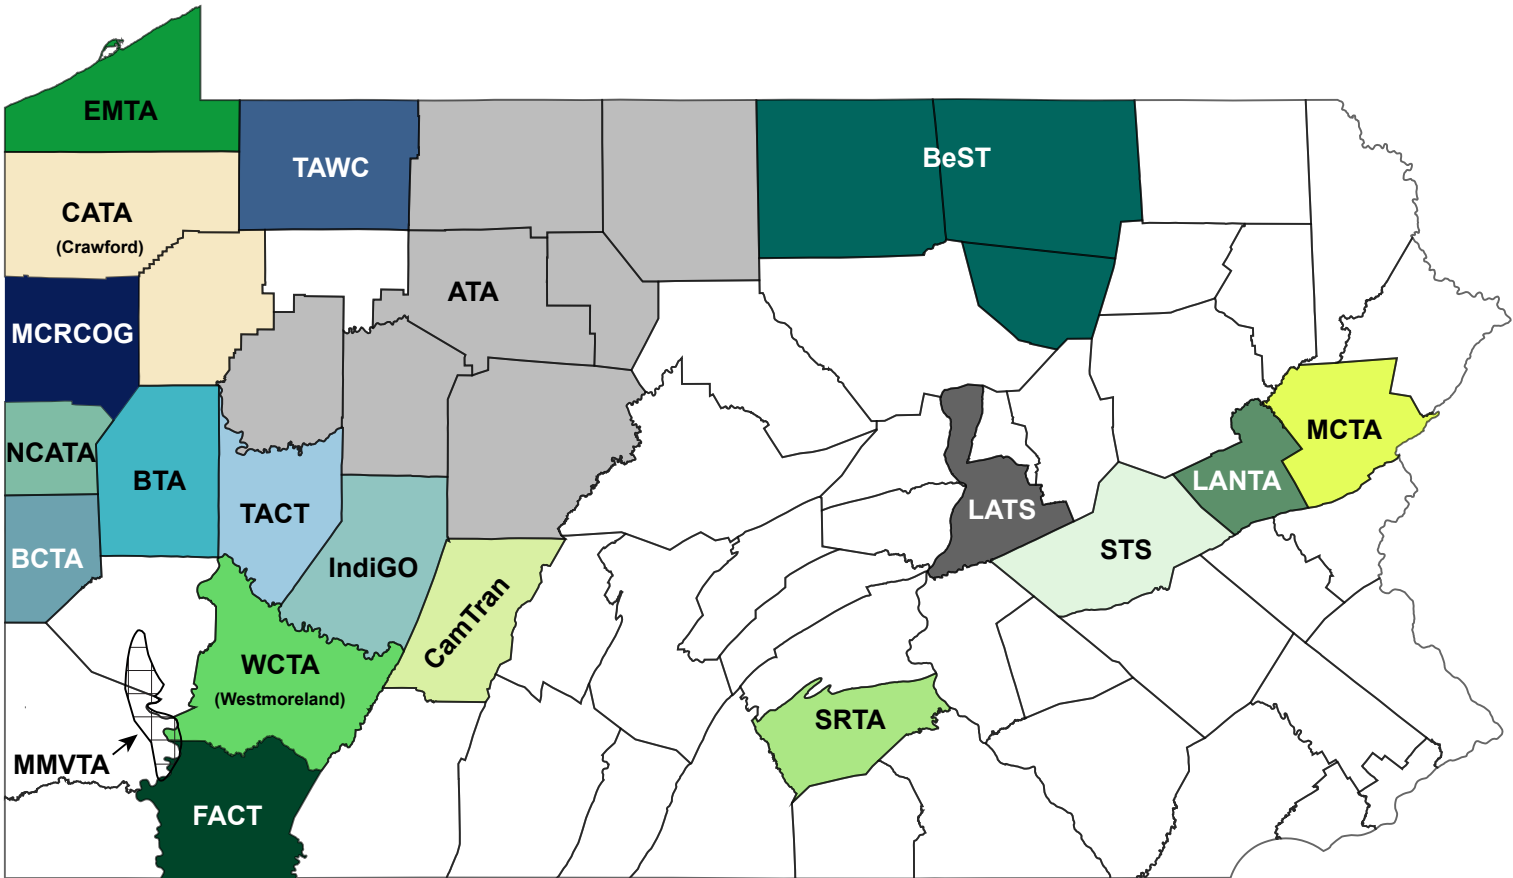 EMTA
TAWC
BeST
CATA
(Crawford)
ATA
MCRCOG
NCATA
BTA
MCTA
LANTA
TACT
LATS
STS
BCTA
IndiGO
CamTran
WCTA
(Westmoreland)
SRTA
MMVTA
FACT